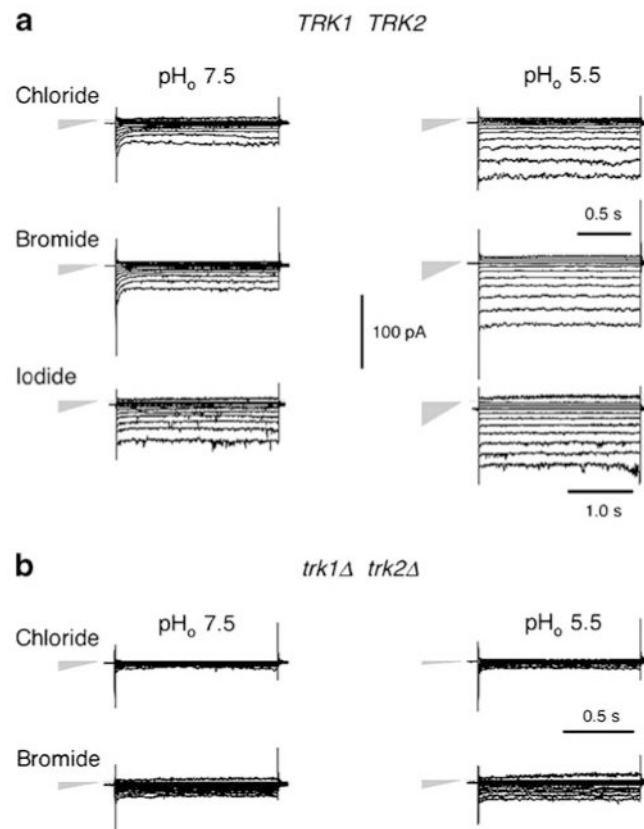 a TRK1 TRK2
pHo 7.5 pHo 5.5
Chloride
0.5 s
Bromide
100 pA
Iodide
1.0 s
b trk1Δ trk2Δ
pHo 7.5 pHo 5.5
Chloride
0.5 s
Bromide